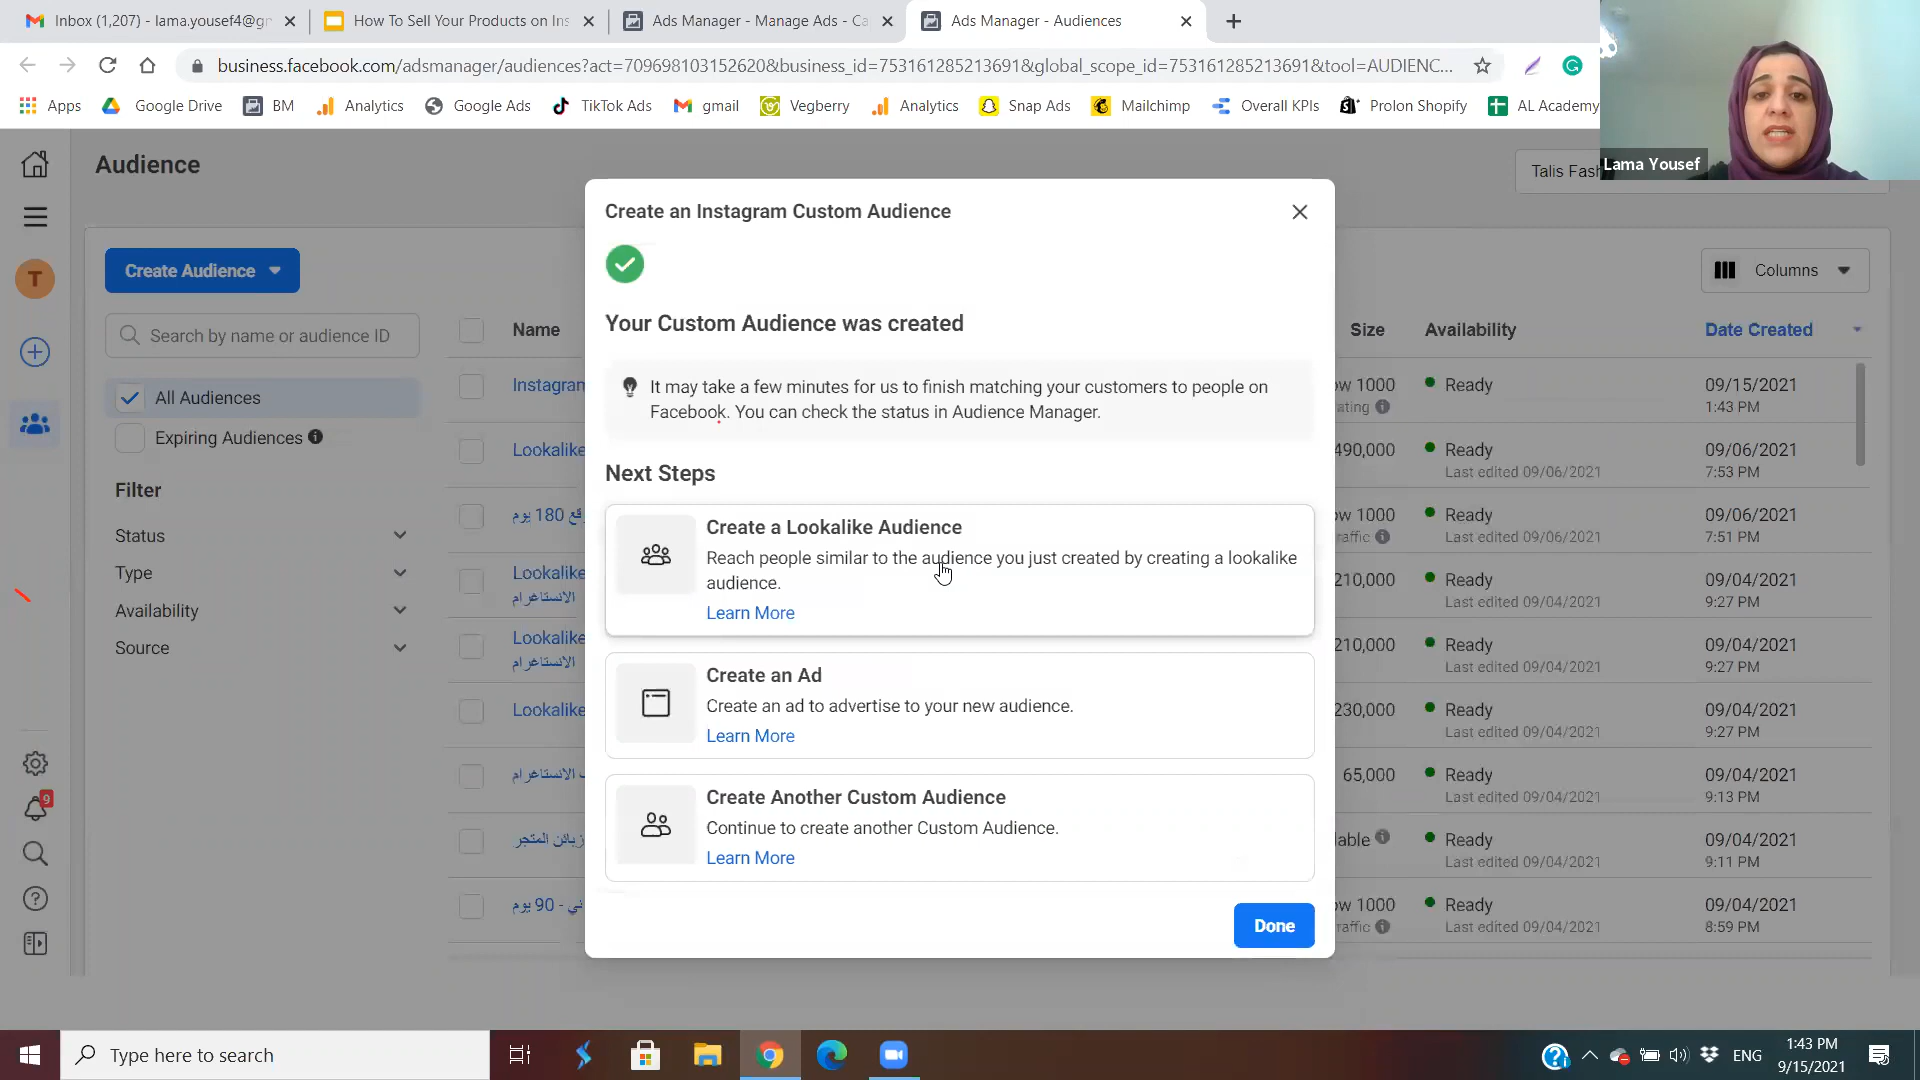 Inbox (1,207) - lama.yousef4@gr
How To Sell Your Products on Ins
Ads Manager - Manage Ads - Ca
Ads Manager - Audiences
business.facebook.com/adsmanager/audiences?act=709698103152620&business_id=753161285213691&global_scope_id=753161285213691&tool=AUDIENC...
Apps
Google Drive
BM
Analytics
Google Ads
TikTok Ads
gmail
Vegberry
Analytics
Snap Ads
Mailchimp
Overall KPIs
Prolon Shopify
AL Academy
Lama Yousef
Audience
Talis Fash
T
Create Audience
Columns
Search by name or audience ID
All Audiences
Expiring Audiences
Filter
Status
Type
Availability
Source
9
Name
Size
Availability
Date Created
Instagram
ow 1000
ating
Ready
09/15/2021
1:43 PM
Lookalike
490,000
Ready
Last edited 09/06/2021
09/06/2021
7:53 PM
قع 180 يوم
ow 1000
raffic
Ready
Last edited 09/06/2021
09/06/2021
7:51 PM
Lookalike
الانستاغرام
210,000
Ready
Last edited 09/04/2021
09/04/2021
9:27 PM
Lookalike
الانستاغرام
210,000
Ready
Last edited 09/04/2021
09/04/2021
9:27 PM
Lookalike
230,000
Ready
Last edited 09/04/2021
09/04/2021
9:27 PM
ب الانستاغرام
65,000
Ready
Last edited 09/04/2021
09/04/2021
9:13 PM
زبائن المتجر
lable
Ready
Last edited 09/04/2021
09/04/2021
9:11 PM
ني - 90 يوم
ow 1000
raffic
Ready
Last edited 09/04/2021
09/04/2021
8:59 PM
Create an Instagram Custom Audience
Your Custom Audience was created
It may take a few minutes for us to finish matching your customers to people on
Facebook. You can check the status in Audience Manager.
Next Steps
Create a Lookalike Audience
Reach people similar to the audience you just created by creating a lookalike
audience.
Learn More
Create an Ad
Create an ad to advertise to your new audience.
Learn More
Create Another Custom Audience
Continue to create another Custom Audience.
Learn More
Done
Type here to search
ENG
1:43 PM
9/15/2021